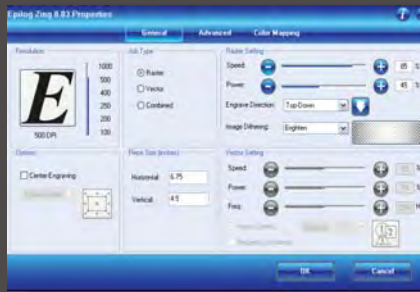 Epilog Zing 8.03 Properties
General Advanced Color Mapping
Resolution
1000
500
400
250
200
100
E
500 DPI
Job Type
Raster
Vector
Combined
Raster Setting
Speed: 85 %
Power: 45 %
Engrave Direction: Top-Down
Image Dithering: Brighten
Options
Center Engraving
Piece Size (inches)
Horizontal: 6.75
Vertical: 4.5
Vector Setting
Speed:
Power:
Freq:
OK Cancel